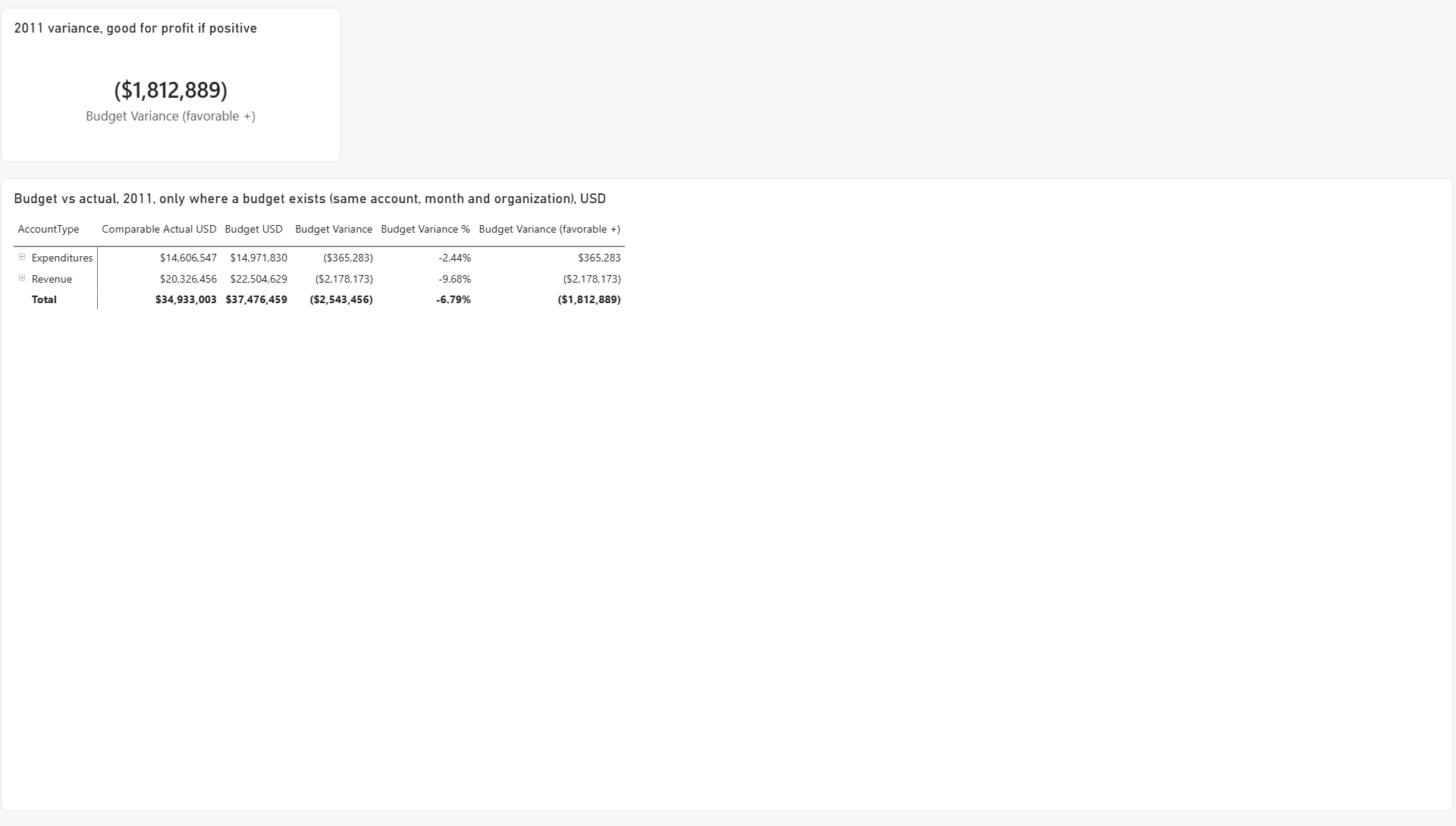 2011 variance, good for profit if positive
($1,812,889)
Budget Variance (favorable +)
Budget vs actual, 2011, only where a budget exists (same account, month and organization), USD
AccountType Comparable Actual USD Budget USD Budget Variance Budget Variance % Budget Variance (favorable +)
Expenditures $14,606,547 $14,971,830 ($365,283) -2.44% $365,283
Revenue $20,326,456 $22,504,629 ($2,178,173) -9.68% ($2,178,173)
Total $34,933,003 $37,476,459 ($2,543,456) -6.79% ($1,812,889)